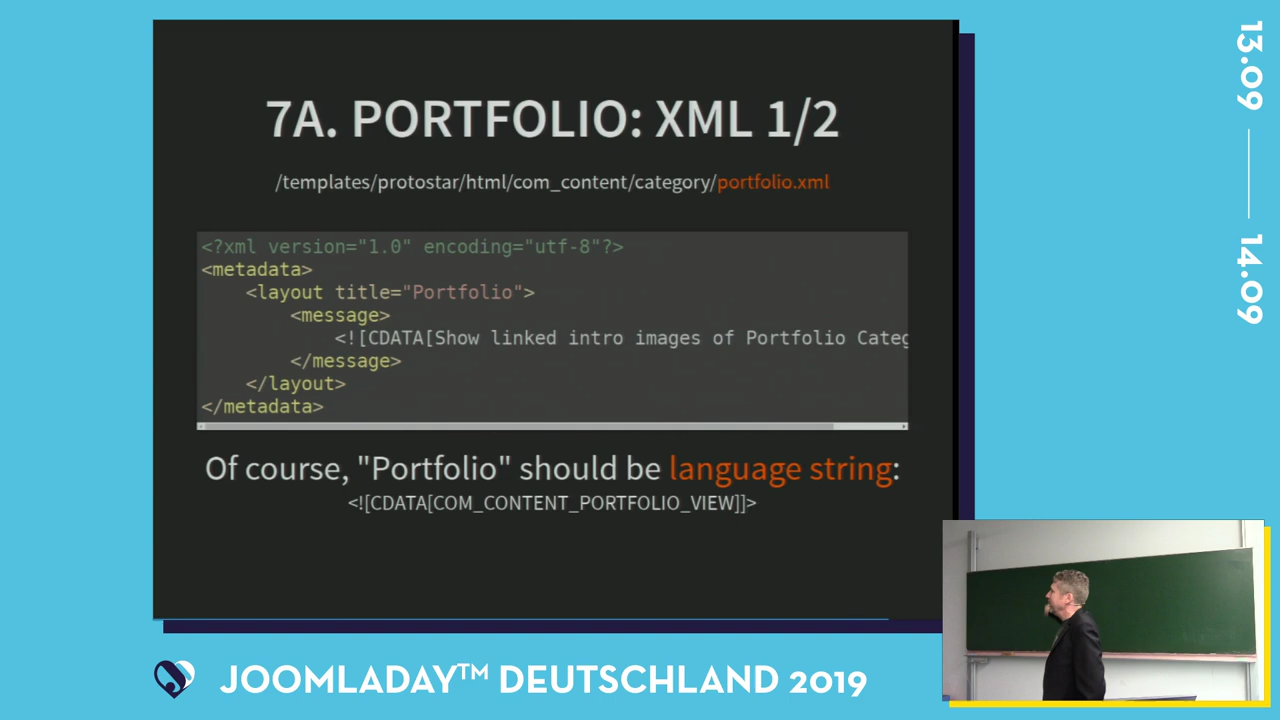 7A. PORTFOLIO: XML 1/2
/templates/protostar/html/com_content/category/portfolio.xml
<?xml version="1.0" encoding="utf-8"?>
<metadata>
    <layout title="Portfolio">
        <message>
            <![CDATA[Show linked intro images of Portfolio Categ
        </message>
    </layout>
</metadata>
Of course, "Portfolio" should be language string:
<![CDATA[COM_CONTENT_PORTFOLIO_VIEW]]>
13.09
14.09
JOOMLADAY™ DEUTSCHLAND 2019